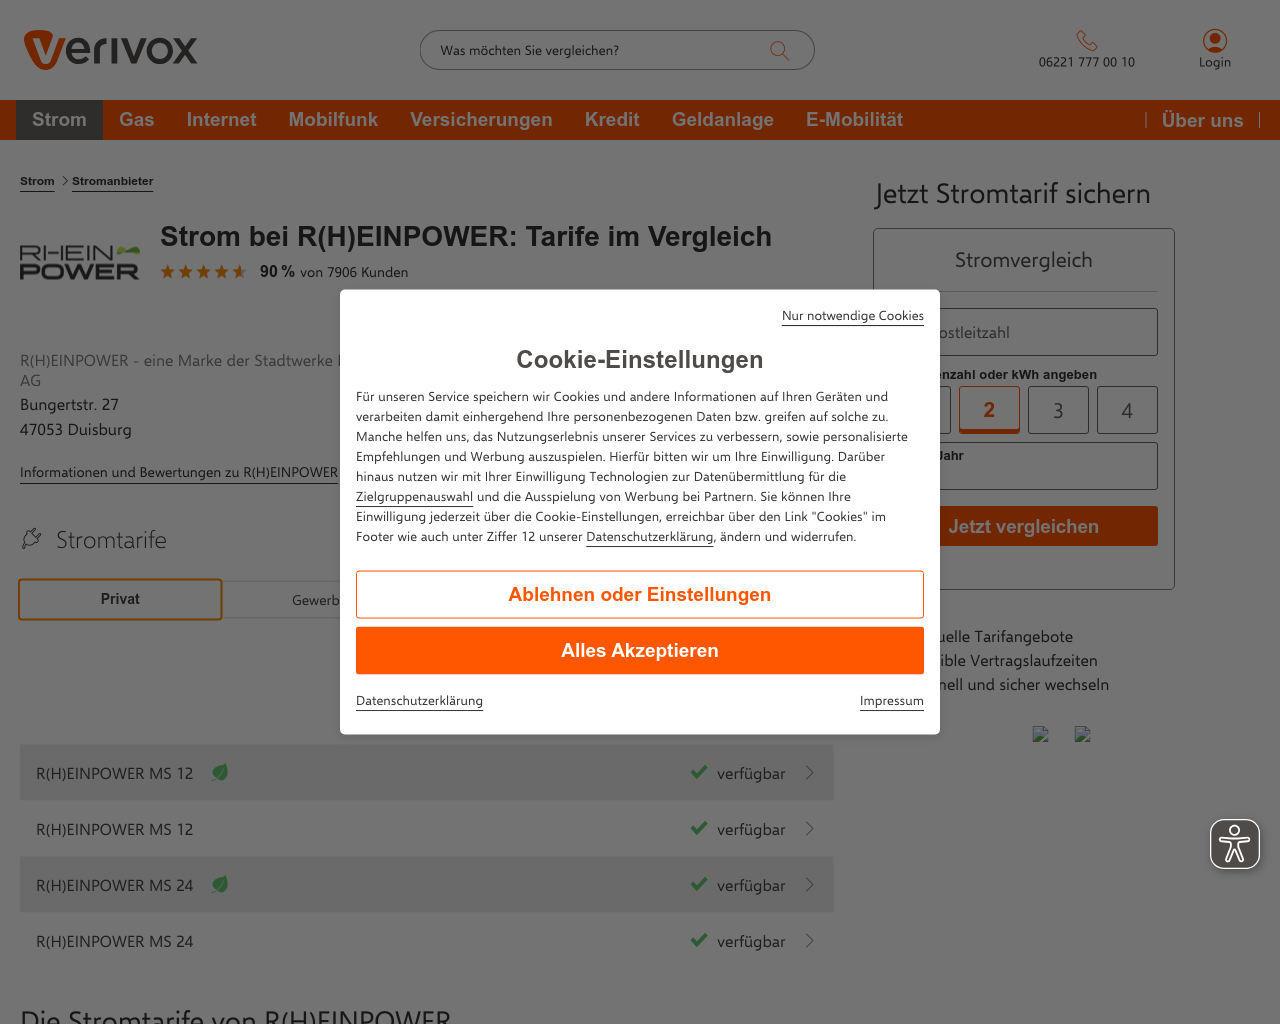 verivox
Was möchten Sie vergleichen?
06221 777 00 10
Login
Strom Gas Internet Mobilfunk Versicherungen Kredit Geldanlage E-Mobilität Über uns
Strom Stromanbieter
RHEIN POWER
Strom bei R(H)EINPOWER: Tarife im Vergleich
90 % von 7906 Kunden
R(H)EINPOWER - eine Marke der Stadtwerke
AG
Bungertstr. 27
47053 Duisburg
Informationen und Bewertungen zu R(H)EINPOWER
Stromtarife
Privat
Gewerb
Nur notwendige Cookies
Cookie-Einstellungen
Für unseren Service speichern wir Cookies und andere Informationen auf Ihren Geräten und
verarbeiten damit einhergehend Ihre personenbezogenen Daten bzw. greifen auf solche zu.
Manche helfen uns, das Nutzungserlebnis unserer Services zu verbessern, sowie personalisierte
Empfehlungen und Werbung auszuspielen. Hierfür bitten wir um Ihre Einwilligung. Darüber
hinaus nutzen wir mit Ihrer Einwilligung Technologien zur Datenübermittlung für die
Zielgruppenauswahl und die Ausspielung von Werbung bei Partnern. Sie können Ihre
Einwilligung jederzeit über die Cookie-Einstellungen, erreichbar über den Link "Cookies" im
Footer wie auch unter Ziffer 12 unserer Datenschutzerklärung, ändern und widerrufen.
Ablehnen oder Einstellungen
Alles Akzeptieren
Datenschutzerklärung
Impressum
Jetzt Stromtarif sichern
Stromvergleich
ostleitzahl
nzahl oder kWh angeben
2
3
4
Jahr
Jetzt vergleichen
uelle Tarifangebote
ible Vertragslaufzeiten
nell und sicher wechseln
R(H)EINPOWER MS 12 verfügbar
R(H)EINPOWER MS 12 verfügbar
R(H)EINPOWER MS 24 verfügbar
R(H)EINPOWER MS 24 verfügbar
Die Stromtarife von R(H)EINPOWER